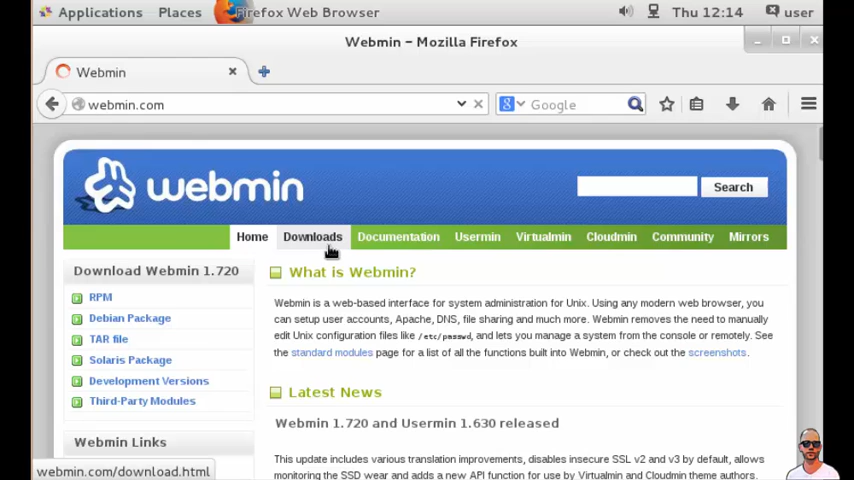 Applications Places Firefox Web Browser Thu 12:14 user
Webmin – Mozilla Firefox
Webmin
webmin.com Google
webmin Search
Home Downloads Documentation Usermin Virtualmin Cloudmin Community Mirrors
Download Webmin 1.720
RPM
Debian Package
TAR file
Solaris Package
Development Versions
Third-Party Modules
Webmin Links
What is Webmin?
Webmin is a web-based interface for system administration for Unix. Using any modern web browser, you
can setup user accounts, Apache, DNS, file sharing and much more. Webmin removes the need to manually
edit Unix configuration files like /etc/passwd, and lets you manage a system from the console or remotely. See
the standard modules page for a list of all the functions built into Webmin, or check out the screenshots.
Latest News
Webmin 1.720 and Usermin 1.630 released
This update includes various translation improvements, disables insecure SSL v2 and v3 by default, allows
monitoring the SSD wear and adds a new API function for use by Virtualmin and Cloudmin theme authors.
webmin.com/download.html